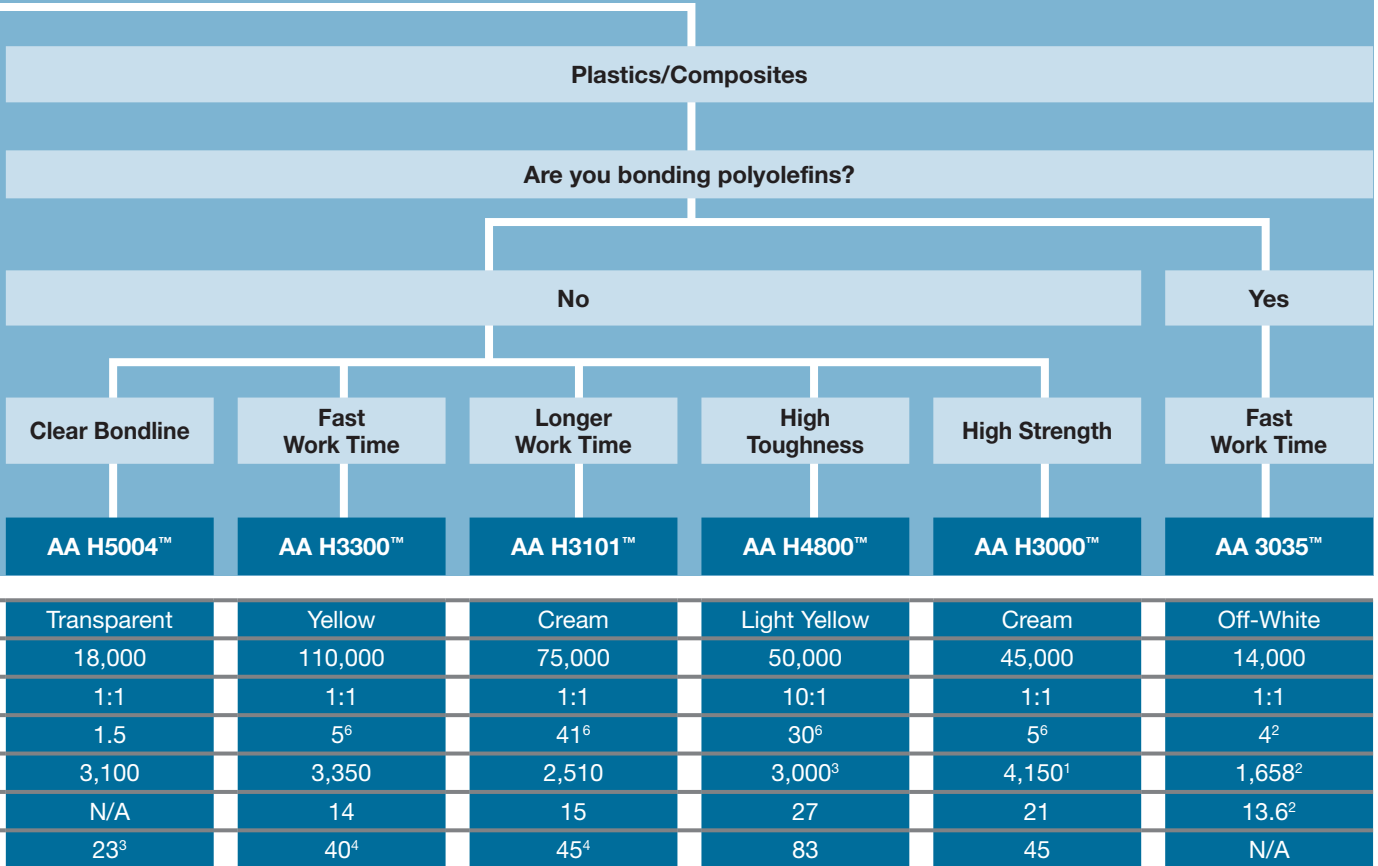 Plastics/Composites
Are you bonding polyolefins?
No Yes
Clear Bondline Fast Work Time Longer Work Time High Toughness High Strength Fast Work Time
AA H5004™ AA H3300™ AA H3101™ AA H4800™ AA H3000™ AA 3035™
Transparent Yellow Cream Light Yellow Cream Off-White
18,000 110,000 75,000 50,000 45,000 14,000
1:1 1:1 1:1 10:1 1:1 1:1
1.5 5⁶ 41⁶ 30⁶ 5⁶ 4²
3,100 3,350 2,510 3,000³ 4,150¹ 1,658²
N/A 14 15 27 21 13.6²
23³ 40⁴ 45⁴ 83 45 N/A